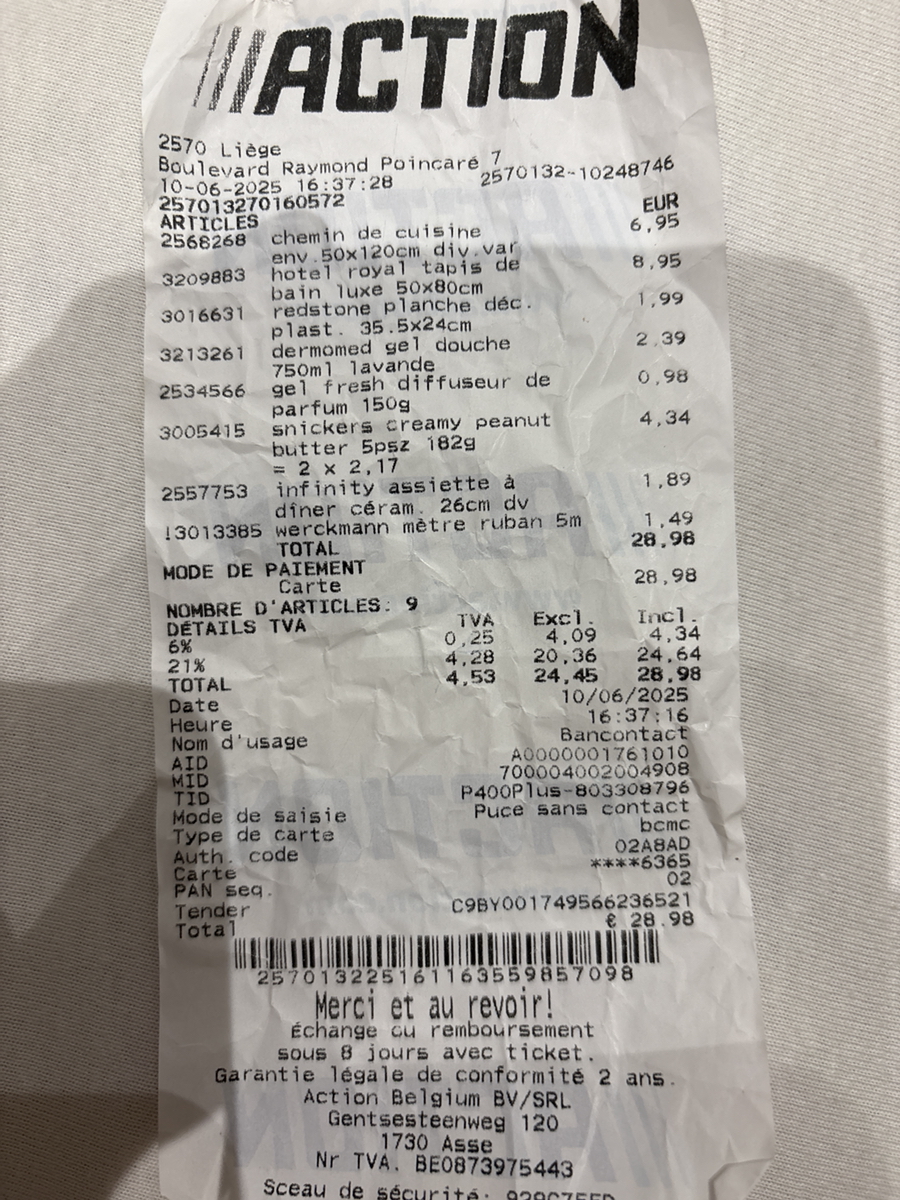 ACTION
2570 Liège
Boulevard Raymond Poincaré 7
10-06-2025 16:37:28 2570132-10248746
257013270160572
ARTICLES EUR
2568268 chemin de cuisine 6,95
env.50x120cm div.var
3209883 hotel royal tapis de 8,95
bain luxe 50x80cm
3016631 redstone planche déc. 1,99
plast. 35.5x24cm
3213261 dermomed gel douche 2,39
750ml lavande
2534566 gel fresh diffuseur de 0,98
parfum 150g
3005415 snickers creamy peanut 4,34
butter 5psz 182g
= 2 x 2,17
2557753 infinity assiette à 1,89
dîner céram. 26cm dv
!3013385 werckmann mètre ruban 5m 1,49
TOTAL 28,98
MODE DE PAIEMENT
Carte 28,98
NOMBRE D'ARTICLES: 9
DÉTAILS TVA TVA Excl. Incl.
6% 0,25 4,09 4,34
21% 4,28 20,36 24,64
TOTAL 4,53 24,45 28,98
Date 10/06/2025
Heure 16:37:16
Nom d'usage Bancontact
AID A0000001761010
MID 700004002004908
TID P400Plus-803308796
Mode de saisie Puce sans contact
Type de carte bcmc
Auth. code 02A8AD
Carte ****6365
PAN seq. 02
Tender C9BY001749566236521
Total € 28.98
2570132251611635598​57098
Merci et au revoir!
Échange ou remboursement
sous 8 jours avec ticket.
Garantie légale de conformité 2 ans.
Action Belgium BV/SRL
Gentsesteenweg 120
1730 Asse
Nr TVA. BE0873975443
Sceau de sécurité: